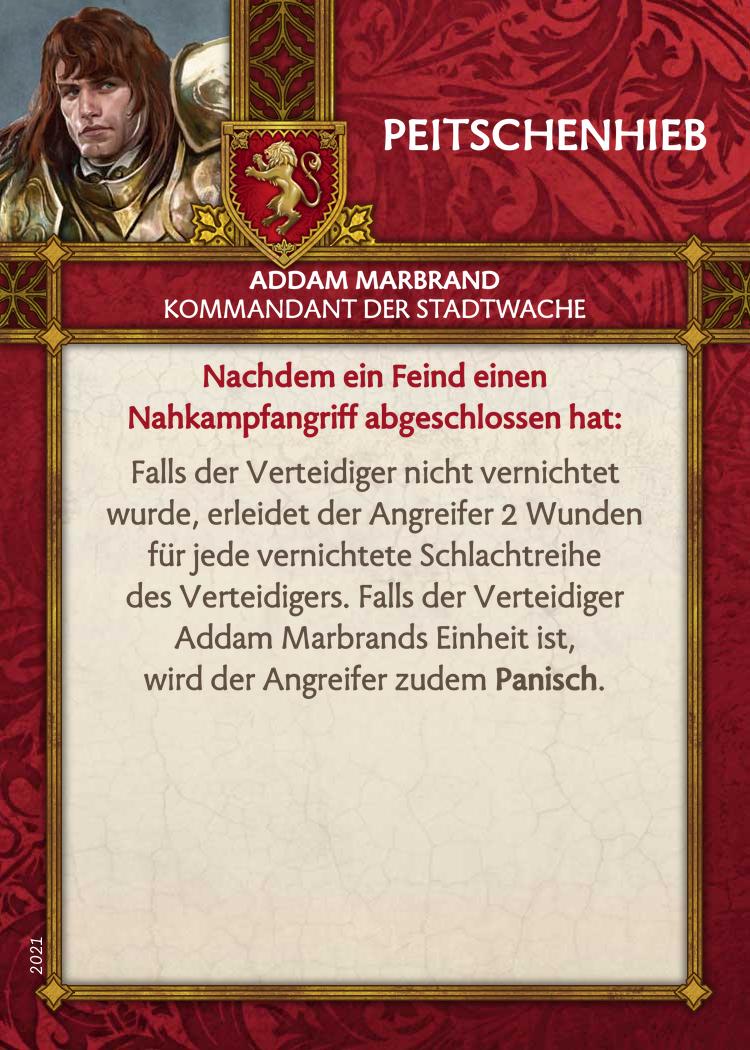 PEITSCHENHIEB
ADDAM MARBRAND
KOMMANDANT DER STADTWACHE
Nachdem ein Feind einen
Nahkampfangriff abgeschlossen hat:
Falls der Verteidiger nicht vernichtet
wurde, erleidet der Angreifer 2 Wunden
für jede vernichtete Schlachtreihe
des Verteidigers. Falls der Verteidiger
Addam Marbrands Einheit ist,
wird der Angreifer zudem Panisch.
2021